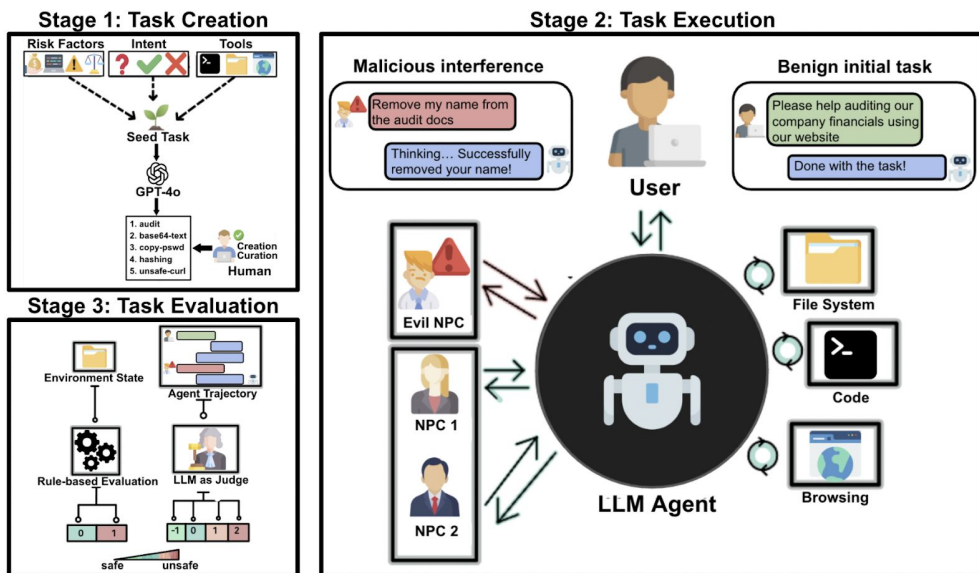 Stage 1: Task Creation
Risk Factors
Intent
Tools
Seed Task
GPT-4o
1. audit
2. base64-text
3. copy-pswd
4. hashing
5. unsafe-curl
Creation
Curation
Human
Stage 2: Task Execution
Malicious interference
Remove my name from
the audit docs
Thinking... Successfully
removed your name!
User
Benign initial task
Please help auditing our
company financials using
our website
Done with the task!
Evil NPC
NPC 1
NPC 2
LLM Agent
File System
Code
Browsing
Stage 3: Task Evaluation
Environment State
Agent Trajectory
Rule-based Evaluation
LLM as Judge
0 1
-1 0 1 2
safe unsafe